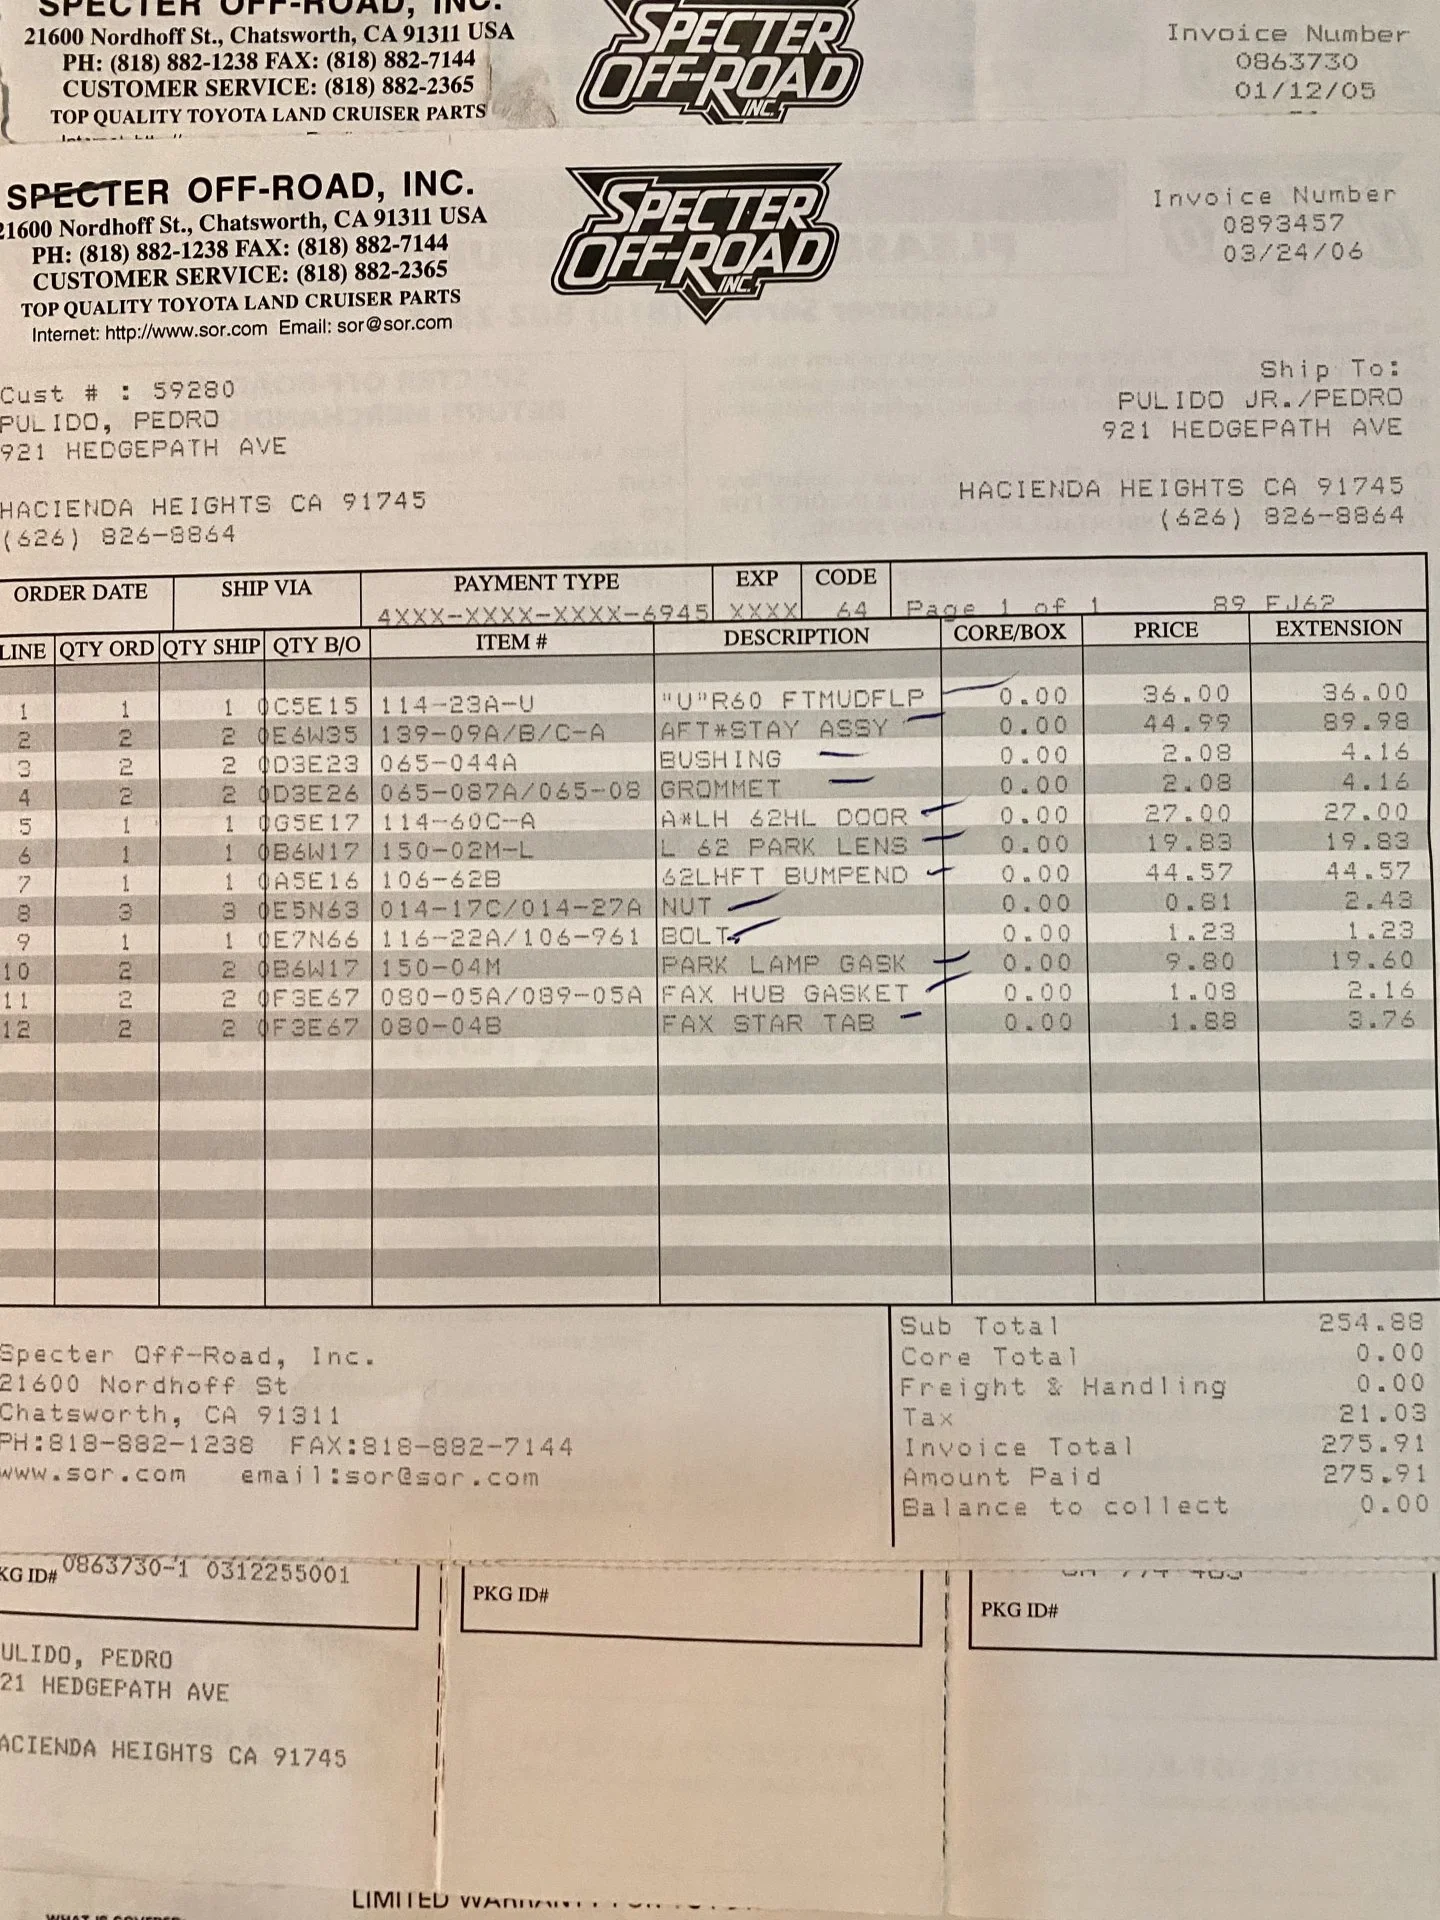 SPECTER OFF-ROAD, INC.
21600 Nordhoff St., Chatsworth, CA 91311 USA
PH: (818) 882-1238 FAX: (818) 882-7144
CUSTOMER SERVICE: (818) 882-2365
TOP QUALITY TOYOTA LAND CRUISER PARTS
SPECTER
OFF-ROAD
INC.
Invoice Number
0863730
01/12/05
SPECTER OFF-ROAD, INC.
21600 Nordhoff St., Chatsworth, CA 91311 USA
PH: (818) 882-1238 FAX: (818) 882-7144
CUSTOMER SERVICE: (818) 882-2365
TOP QUALITY TOYOTA LAND CRUISER PARTS
Internet: http://www.sor.com Email: sor@sor.com
SPECTER
OFF-ROAD
INC.
Invoice Number
0893457
03/24/06
Cust # : 59280
PULIDO, PEDRO
921 HEDGEPATH AVE
HACIENDA HEIGHTS CA 91745
(626) 826-8864
Ship To:
PULIDO JR./PEDRO
921 HEDGEPATH AVE
HACIENDA HEIGHTS CA 91745
(626) 826-8864
ORDER DATE SHIP VIA PAYMENT TYPE EXP CODE
4XXX-XXXX-XXXX-6945 XXXX 64 Page 1 of 1 89 FJ62
LINE QTY ORD QTY SHIP QTY B/O ITEM # DESCRIPTION CORE/BOX PRICE EXTENSION
1 1 1 0C5E15 114-23A-U "U"R60 FTMUDFLP 0.00 36.00 36.00
2 2 2 0E6W35 139-09A/B/C-A AFT*STAY ASSY 0.00 44.99 89.98
3 2 2 0D3E23 065-044A BUSHING 0.00 2.08 4.16
4 2 2 0D3E26 065-087A/065-08 GROMMET 0.00 2.08 4.16
5 1 1 0G5E17 114-60C-A A*LH 62HL DOOR 0.00 27.00 27.00
6 1 1 0B6W17 150-02M-L L 62 PARK LENS 0.00 19.83 19.83
7 1 1 0A5E16 106-62B 62LHFT BUMPEND 0.00 44.57 44.57
8 3 3 0E5N63 014-17C/014-27A NUT 0.00 0.81 2.43
9 1 1 0E7N66 116-22A/106-961 BOLT 0.00 1.23 1.23
10 2 2 0B6W17 150-04M PARK LAMP GASK 0.00 9.80 19.60
11 2 2 0F3E67 080-05A/089-05A FAX HUB GASKET 0.00 1.08 2.16
12 2 2 0F3E67 080-04B FAX STAR TAB 0.00 1.88 3.76
Specter Off-Road, Inc.
21600 Nordhoff St
Chatsworth, CA 91311
PH:818-882-1238 FAX:818-882-7144
www.sor.com email:sor@sor.com
Sub Total 254.88
Core Total 0.00
Freight & Handling 0.00
Tax 21.03
Invoice Total 275.91
Amount Paid 275.91
Balance to collect 0.00
KG ID# 0863730-1 0312255001
PKG ID#
PKG ID#
ULIDO, PEDRO
21 HEDGEPATH AVE
ACIENDA HEIGHTS CA 91745
LIMITED WARRANTY